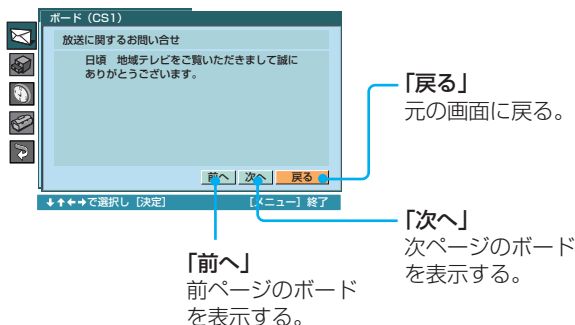 ボード（CS1）
放送に関するお問い合せ
日頃　地域テレビをご覧いただきまして誠に
ありがとうございます。
前へ 次へ 戻る
↓↑←→で選択し［決定］ ［メニュー］終了
「戻る」
元の画面に戻る。
「次へ」
次ページのボード
を表示する。
「前へ」
前ページのボード
を表示する。